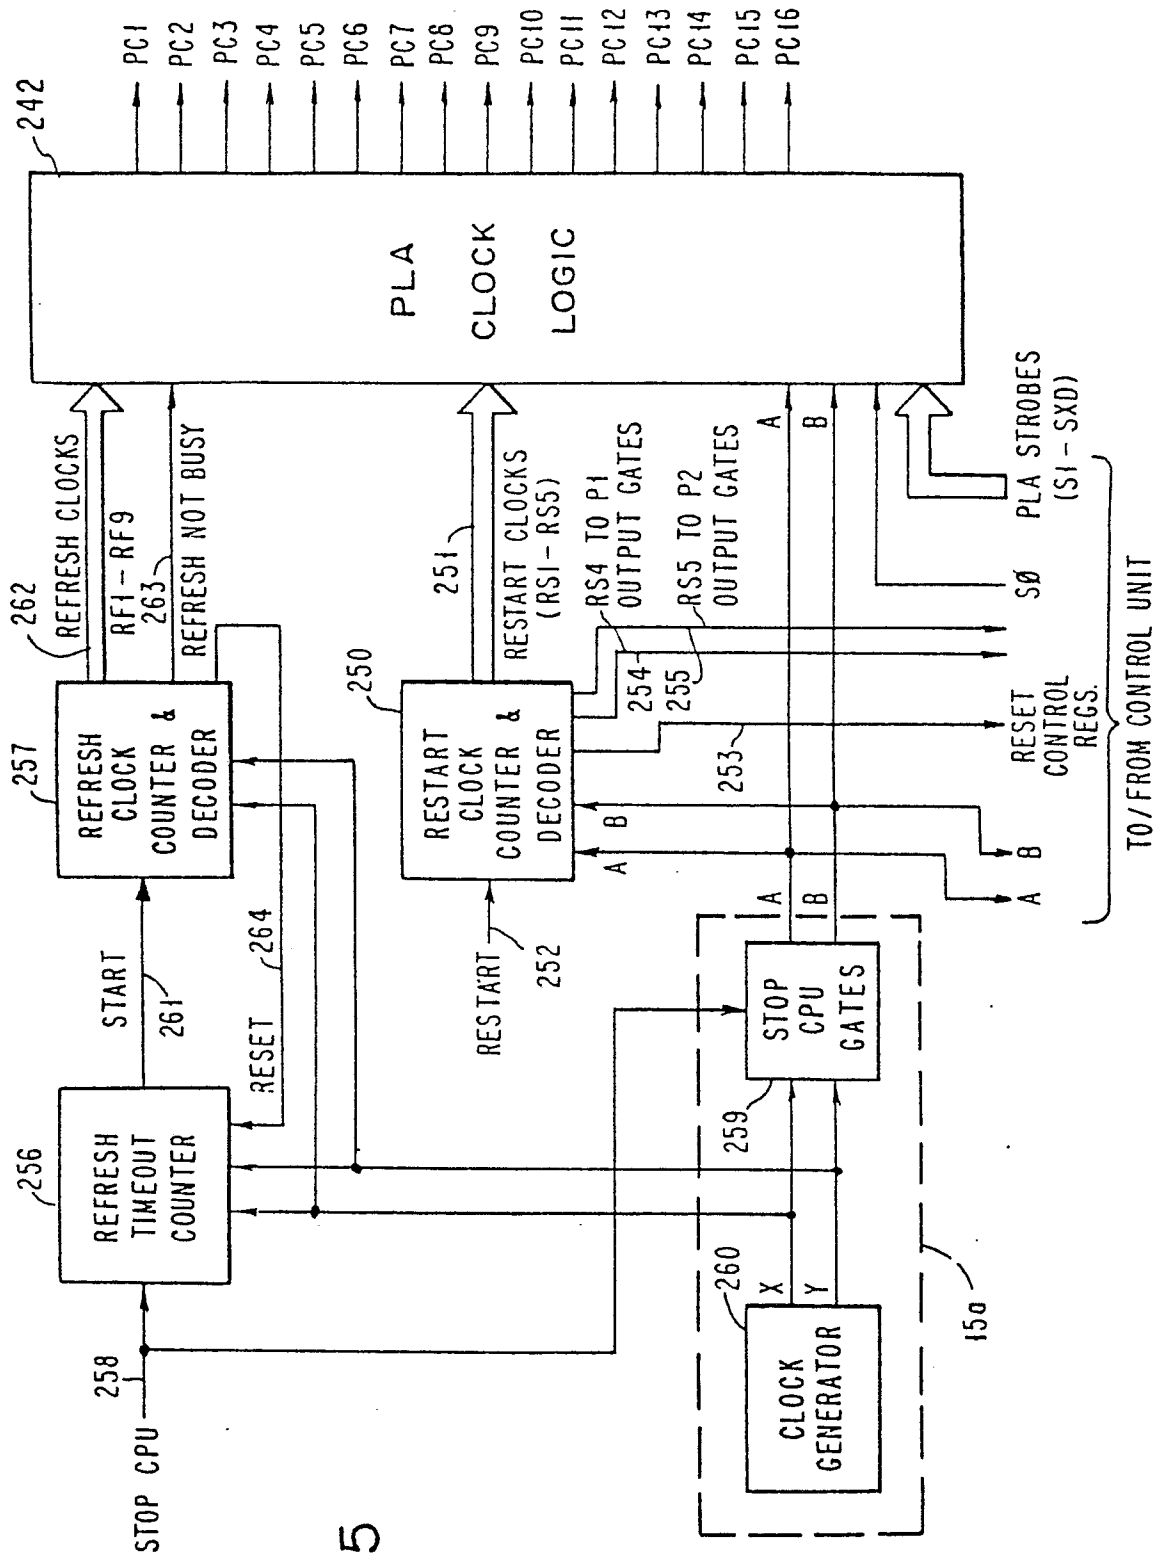 STOP CPU
258
256
REFRESH
TIMEOUT
COUNTER
START
261
RESET
264
257
REFRESH
CLOCK
COUNTER &
DECODER
262
REFRESH CLOCKS
RF1-RF9
263
REFRESH NOT BUSY
242
PLA
CLOCK
LOGIC
PC1
PC2
PC3
PC4
PC5
PC6
PC7
PC8
PC9
PC10
PC11
PC12
PC13
PC14
PC15
PC16
RESTART
252
250
RESTART
CLOCK
COUNTER &
DECODER
A
B
251
RESTART CLOCKS
(RS1-RS5)
RS4 TO P1
OUTPUT GATES
RS5 TO P2
OUTPUT GATES
254
255
253
260
CLOCK
GENERATOR
X
Y
259
STOP
CPU
GATES
A
B
A
B
15a
A
B
RESET
CONTROL
REGS.
SØ
PLA STROBES
(S1-SXD)
TO/FROM CONTROL UNIT
5